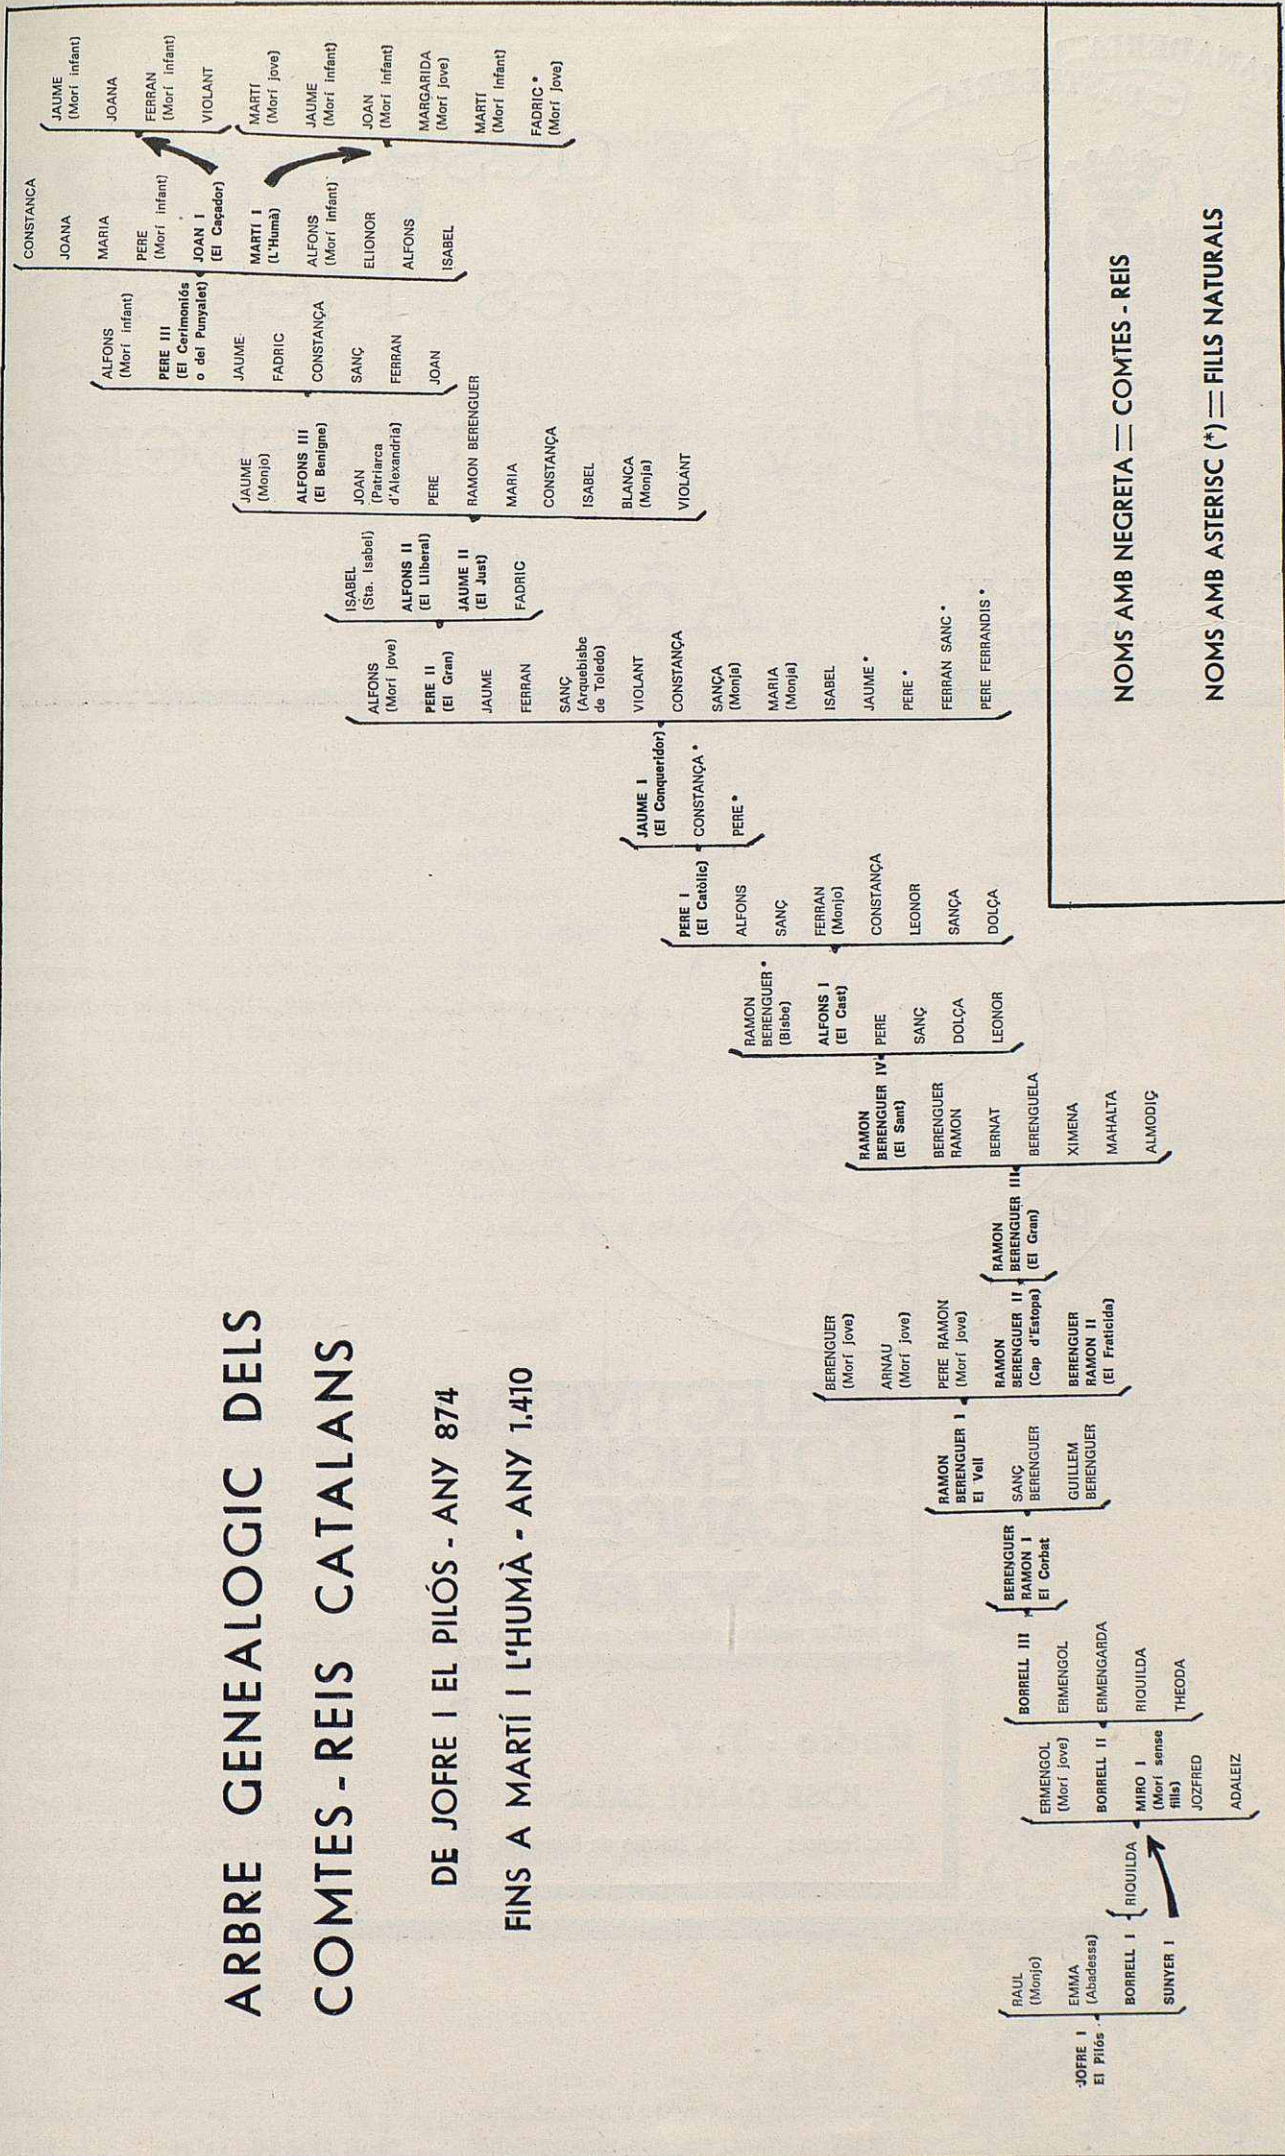 ARBRE GENEALOGIC DELS
COMTES - REIS CATALANS
DE JOFRE I EL PILÓS - ANY 874
FINS A MARTÍ I L'HUMÀ - ANY 1.410
JOFRE I
El Pilós
RAUL
(Monjo)
EMMA
(Abadessa)
BORRELL I
SUNYER I
RIQUILDA
ERMENGOL
(Morí jove)
BORRELL II
MIRO I
(Morí sense
fills)
JOZFRED
ADALEIZ
BORRELL III
ERMENGOL
ERMENGARDA
RIQUILDA
THEODA
BERENGUER
RAMON I
El Corbat
RAMON
BERENGUER I
El Vell
SANÇ
BERENGUER
GUILLEM
BERENGUER
BERENGUER
(Morí jove)
ARNAU
(Morí jove)
PERE RAMON
(Morí jove)
RAMON
BERENGUER II
(Cap d'Estopa)
BERENGUER
RAMON II
(El Fraticida)
RAMON
BERENGUER III
(El Gran)
RAMON
BERENGUER IV
(El Sant)
BERENGUER
RAMON
BERNAT
BERENGUELA
XIMENA
MAHALTA
ALMODIÇ
RAMON
BERENGUER *
(Bisbe)
ALFONS I
(El Cast)
PERE
SANÇ
DOLÇA
LEONOR
PERE I
(El Catòlic)
ALFONS
SANÇ
FERRAN
(Monjo)
CONSTANÇA
LEONOR
SANÇA
DOLÇA
JAUME I
(El Conqueridor)
CONSTANÇA *
PERE *
ALFONS
(Morí jove)
PERE II
(El Gran)
JAUME
FERRAN
SANÇ
(Arquebisbe
de Toledo)
VIOLANT
CONSTANÇA
SANÇA
(Monja)
MARIA
(Monja)
ISABEL
JAUME *
PERE *
FERRAN SANC *
PERE FERRANDIS *
ISABEL
(Sta. Isabel)
ALFONS II
(El Lliberal)
JAUME II
(El Just)
FADRIC
JAUME
(Monjo)
ALFONS III
(El Benigne)
JOAN
(Patriarca
d'Alexandria)
PERE
RAMON BERENGUER
MARIA
CONSTANÇA
ISABEL
BLANCA
(Monja)
VIOLANT
ALFONS
(Morí infant)
PERE III
(El Cerimoniós
o del Punyalet)
JAUME
FADRIC
CONSTANÇA
SANÇ
FERRAN
JOAN
CONSTANCA
JOANA
MARIA
PERE
(Morí infant)
JOAN I
(El Caçador)
MARTI I
(L'Humà)
ALFONS
(Morí infant)
ELIONOR
ALFONS
ISABEL
JAUME
(Morí infant)
JOANA
FERRAN
(Morí infant)
VIOLANT
MARTÍ
(Morí jove)
JAUME
(Morí infant)
JOAN
(Morí infant)
MARGARIDA
(Morí jove)
MARTÍ
(Morí infant)
FADRIC *
(Morí jove)
NOMS AMB NEGRETA = COMTES - REIS
NOMS AMB ASTERISC (*) = FILLS NATURALS